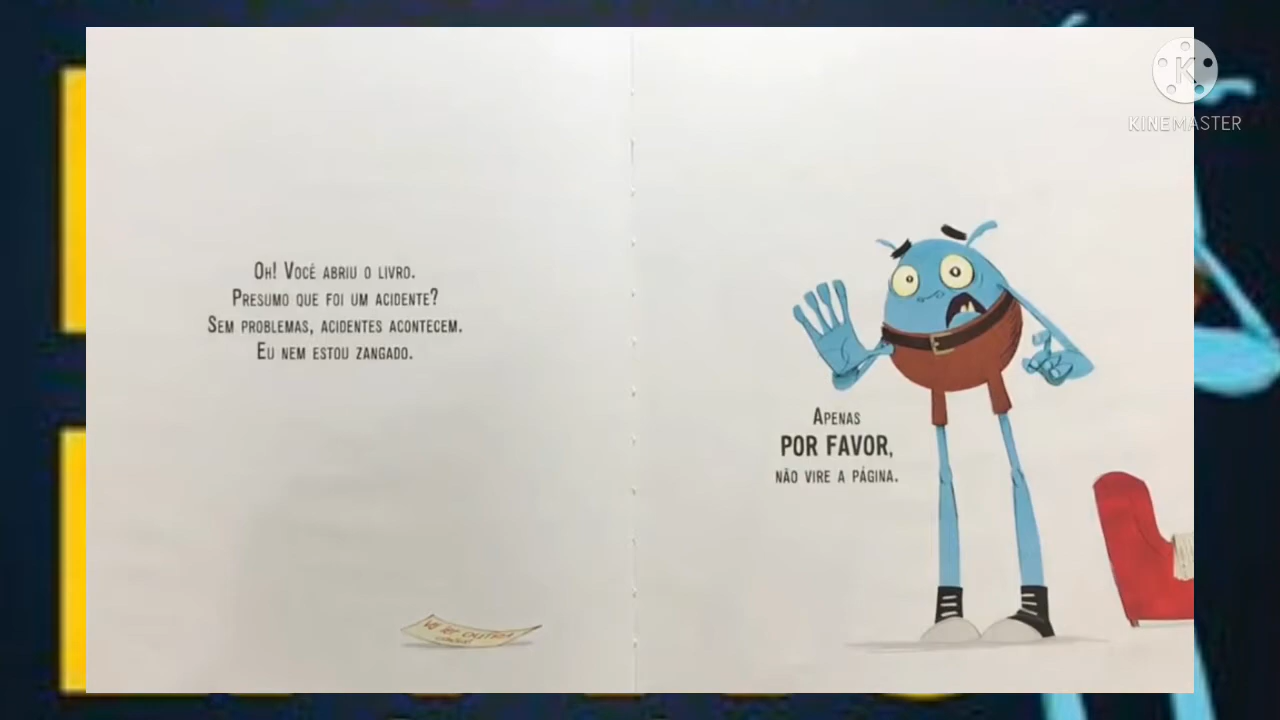 Oh! Você abriu o livro.
Presumo que foi um acidente?
Sem problemas, acidentes acontecem.
Eu nem estou zangado.
Apenas
POR FAVOR,
não vire a página.
KINEMASTER